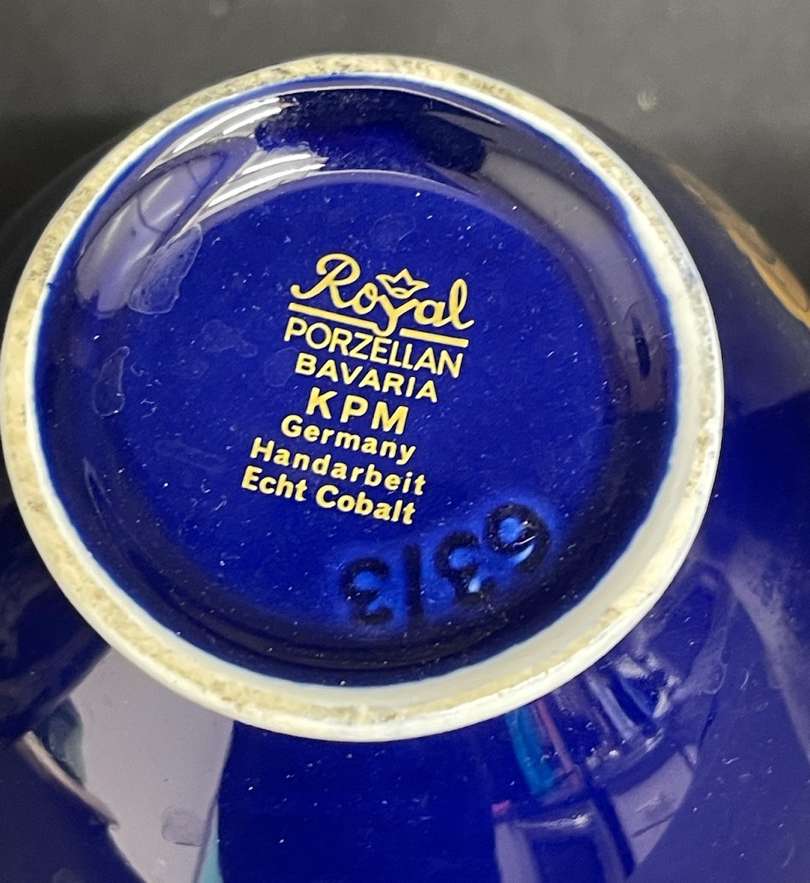 Royal
PORZELLAN
BAVARIA
KPM
Germany
Handarbeit
Echt Cobalt
6313